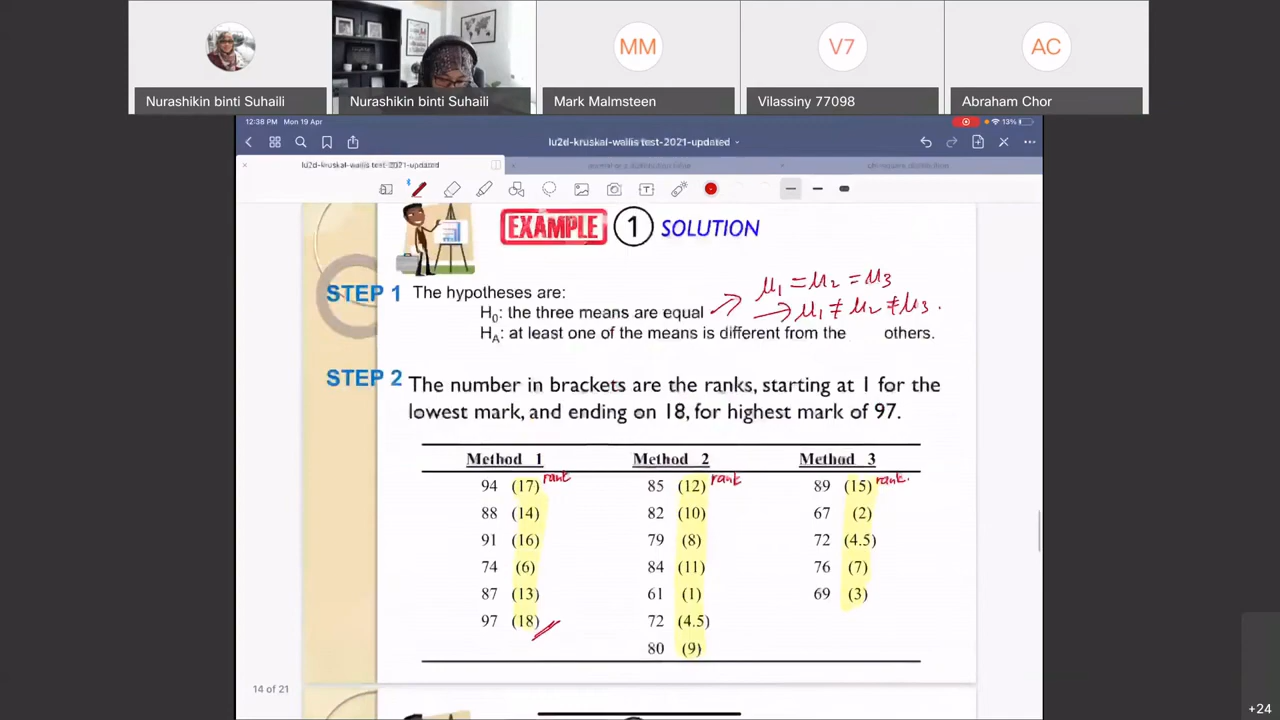 MM
V7
AC
Nurashikin binti Suhaili
Nurashikin binti Suhaili
Mark Malmsteen
Vilassiny 77098
Abraham Chor
12:38 PM Mon 19 Apr
13%
lu2d-kruskal-wallis test-2021-updated
lu2d-kruskal-wallis test-2021-updated
EXAMPLE 1 SOLUTION
STEP 1 The hypotheses are:
μ1 = μ2 = μ3
H0: the three means are equal
μ1 ≠ μ2 ≠ μ3.
HA: at least one of the means is different from the others.
STEP 2 The number in brackets are the ranks, starting at 1 for the
lowest mark, and ending on 18, for highest mark of 97.
Method 1 Method 2 Method 3
rank rank rank.
94 (17) 85 (12) 89 (15)
88 (14) 82 (10) 67 (2)
91 (16) 79 (8) 72 (4.5)
74 (6) 84 (11) 76 (7)
87 (13) 61 (1) 69 (3)
97 (18) 72 (4.5)
80 (9)
14 of 21
+24